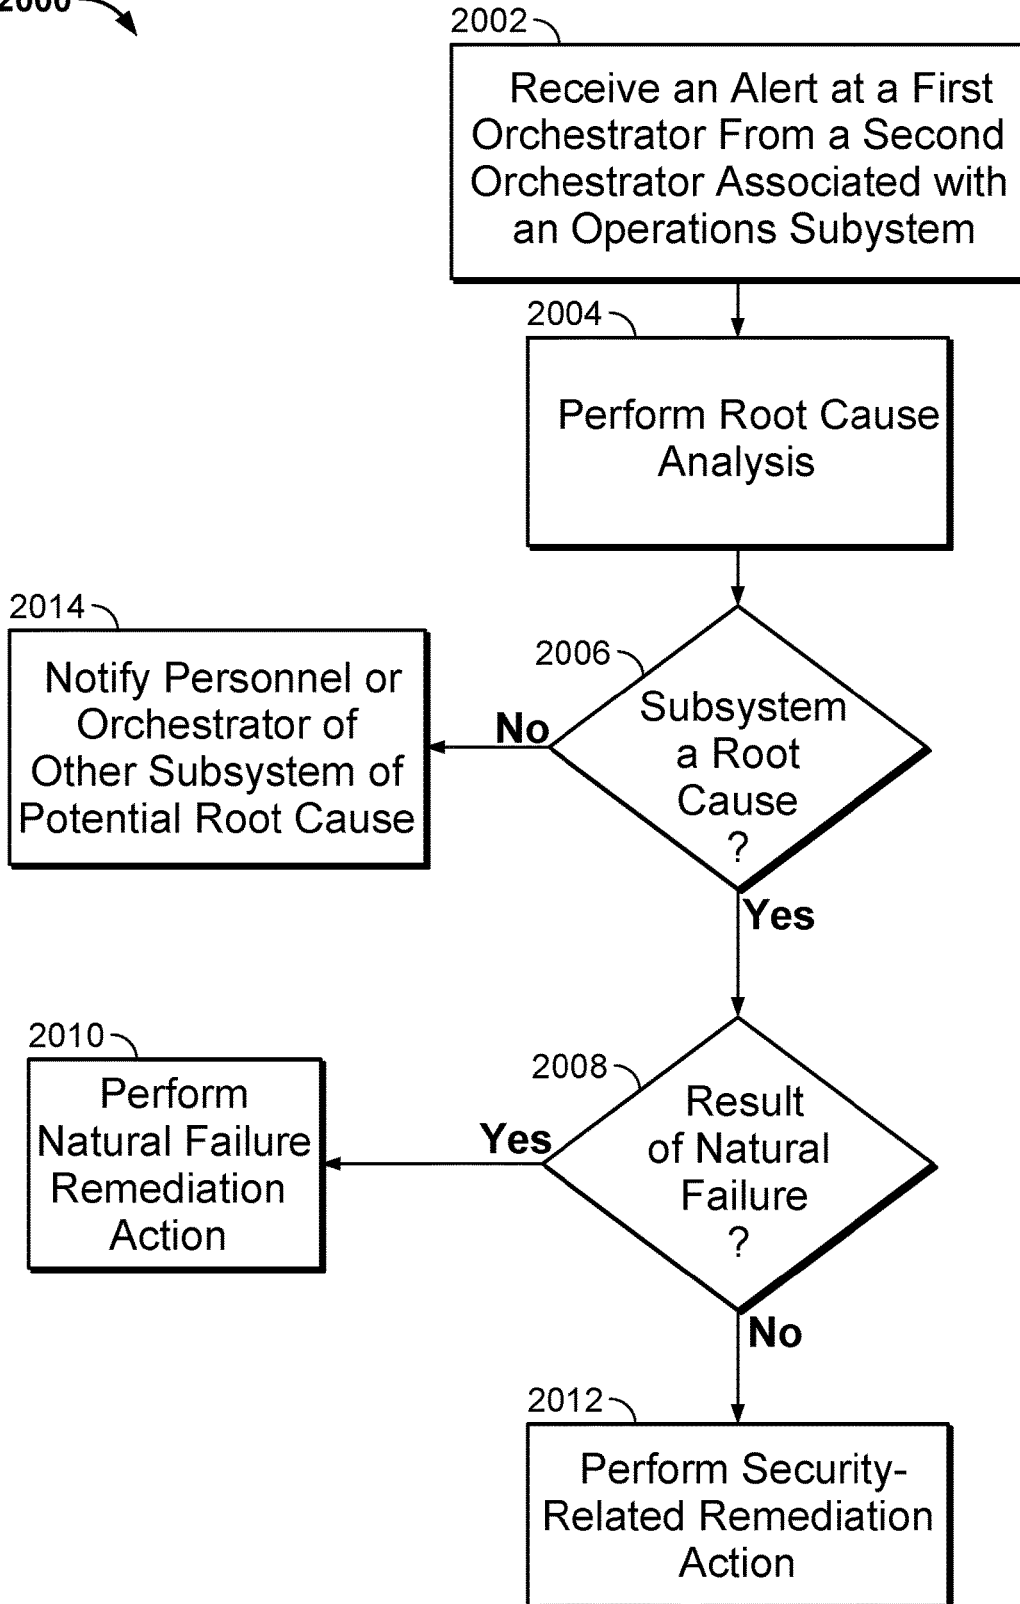 2000
2002
Receive an Alert at a First
Orchestrator From a Second
Orchestrator Associated with
an Operations Subystem
2004
Perform Root Cause
Analysis
2014
Notify Personnel or
Orchestrator of
Other Subsystem of
Potential Root Cause
2006
Subsystem
a Root
Cause
?
No
Yes
2010
Perform
Natural Failure
Remediation
Action
2008
Result
of Natural
Failure
?
Yes
No
2012
Perform Security-
Related Remediation
Action